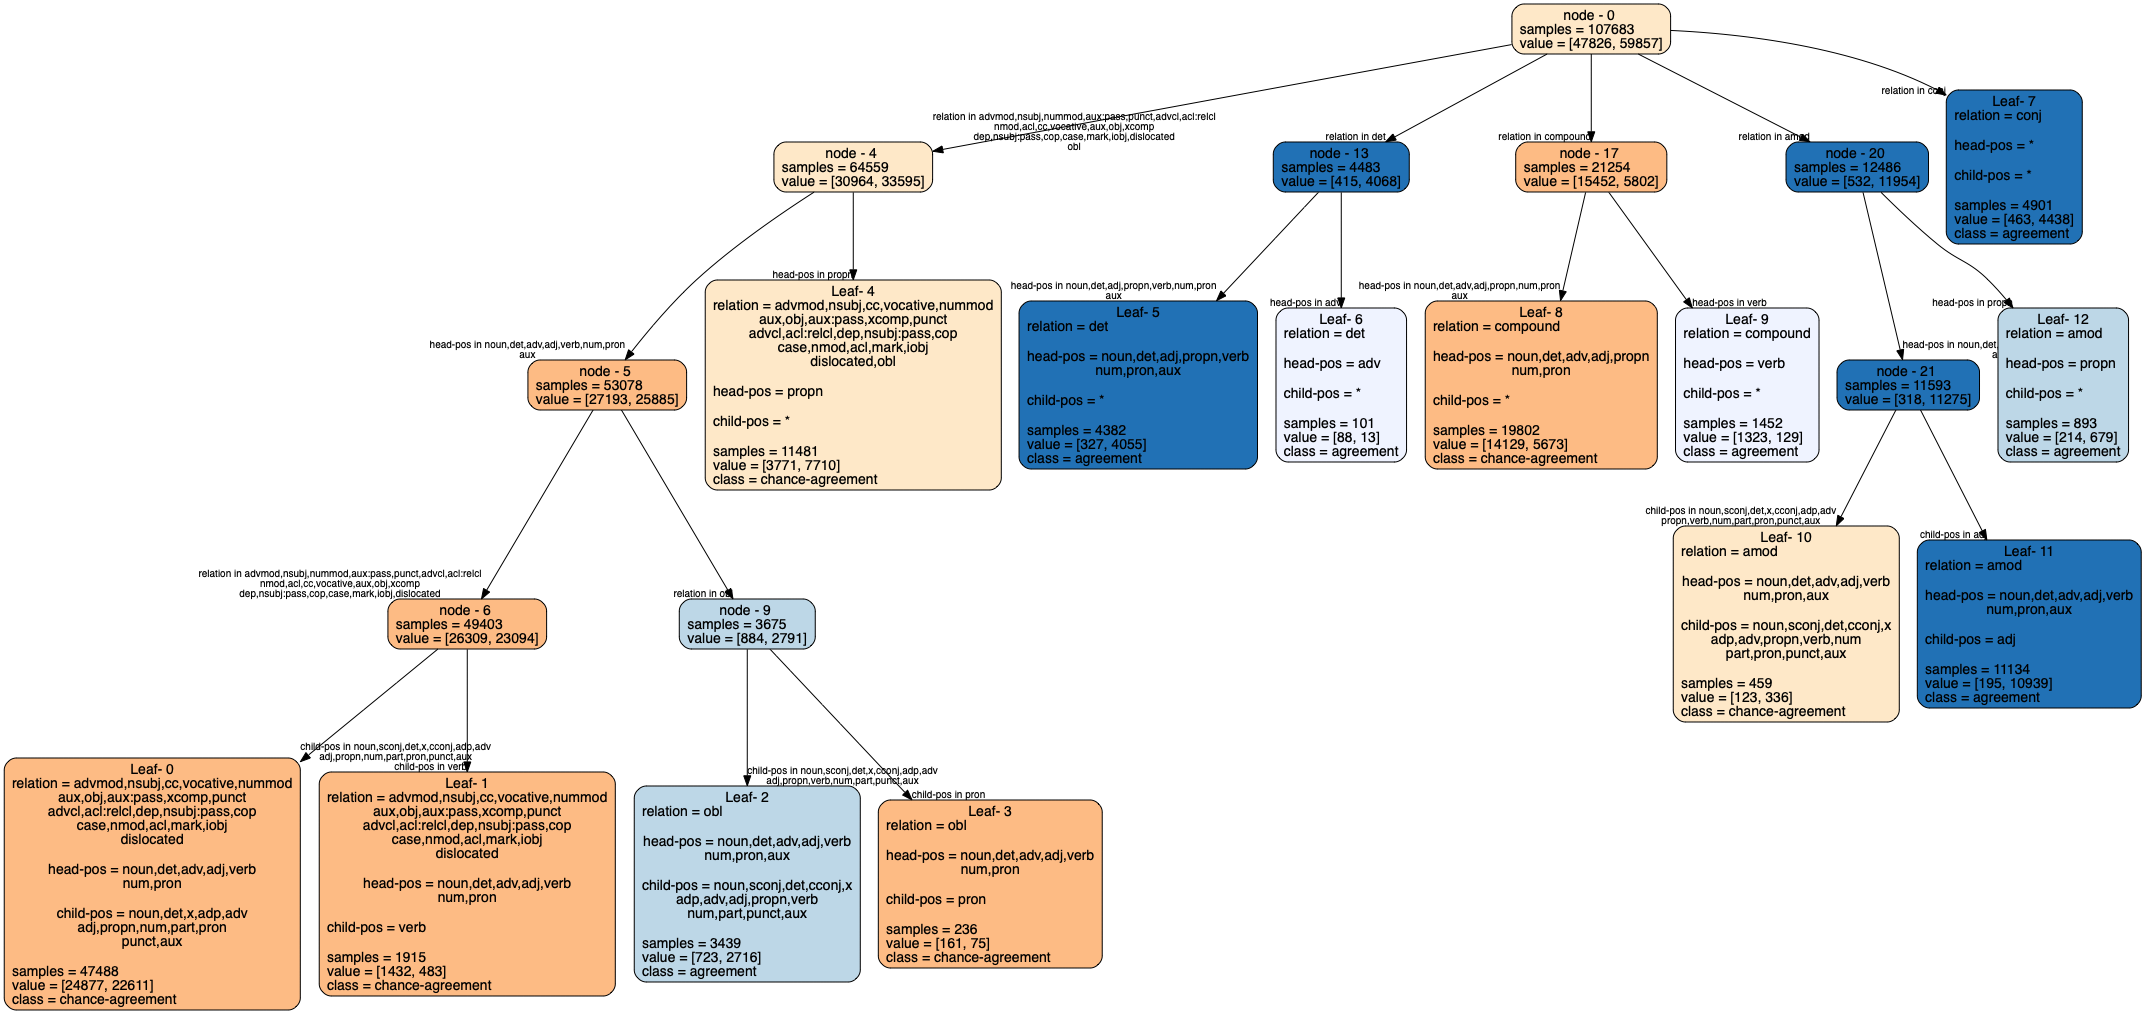 node - 0
samples = 107683
value = [47826, 59857]
relation in conj
Leaf- 7
relation = conj
head-pos = *
child-pos = *
samples = 4901
value = [463, 4438]
class = agreement
relation in advmod,nsubj,nummod,aux:pass,punct,advcl,acl:relcl
nmod,acl,cc,vocative,aux,obj,xcomp
dep,nsubj:pass,cop,case,mark,iobj,dislocated
obl
node - 4
samples = 64559
value = [30964, 33595]
relation in det
node - 13
samples = 4483
value = [415, 4068]
relation in compound
node - 17
samples = 21254
value = [15452, 5802]
relation in amod
node - 20
samples = 12486
value = [532, 11954]
head-pos in propn
Leaf- 4
relation = advmod,nsubj,cc,vocative,nummod
aux,obj,aux:pass,xcomp,punct
advcl,acl:relcl,dep,nsubj:pass,cop
case,nmod,acl,mark,iobj
dislocated,obl
head-pos = propn
child-pos = *
samples = 11481
value = [3771, 7710]
class = chance-agreement
head-pos in noun,det,adj,propn,verb,num,pron
aux
Leaf- 5
relation = det
head-pos = noun,det,adj,propn,verb
num,pron,aux
child-pos = *
samples = 4382
value = [327, 4055]
class = agreement
head-pos in adv
Leaf- 6
relation = det
head-pos = adv
child-pos = *
samples = 101
value = [88, 13]
class = agreement
head-pos in noun,det,adv,adj,propn,num,pron
aux
Leaf- 8
relation = compound
head-pos = noun,det,adv,adj,propn
num,pron
child-pos = *
samples = 19802
value = [14129, 5673]
class = chance-agreement
head-pos in verb
Leaf- 9
relation = compound
head-pos = verb
child-pos = *
samples = 1452
value = [1323, 129]
class = agreement
head-pos in propn
Leaf- 12
relation = amod
head-pos = propn
child-pos = *
samples = 893
value = [214, 679]
class = agreement
head-pos in noun,det,adv,adj,verb,num,pron
aux
node - 5
samples = 53078
value = [27193, 25885]
head-pos in noun,det
node - 21
samples = 11593
value = [318, 11275]
child-pos in noun,sconj,det,x,cconj,adp,adv
propn,verb,num,part,pron,punct,aux
Leaf- 10
relation = amod
head-pos = noun,det,adv,adj,verb
num,pron,aux
child-pos = noun,sconj,det,cconj,x
adp,adv,propn,verb,num
part,pron,punct,aux
samples = 459
value = [123, 336]
class = chance-agreement
child-pos in adj
Leaf- 11
relation = amod
head-pos = noun,det,adv,adj,verb
num,pron,aux
child-pos = adj
samples = 11134
value = [195, 10939]
class = agreement
relation in advmod,nsubj,nummod,aux:pass,punct,advcl,acl:relcl
nmod,acl,cc,vocative,aux,obj,xcomp
dep,nsubj:pass,cop,case,mark,iobj,dislocated
node - 6
samples = 49403
value = [26309, 23094]
relation in obl
node - 9
samples = 3675
value = [884, 2791]
child-pos in noun,sconj,det,x,cconj,adp,adv
adj,propn,num,part,pron,punct,aux
Leaf- 0
relation = advmod,nsubj,cc,vocative,nummod
aux,obj,aux:pass,xcomp,punct
advcl,acl:relcl,dep,nsubj:pass,cop
case,nmod,acl,mark,iobj
dislocated
head-pos = noun,det,adv,adj,verb
num,pron
child-pos = noun,det,x,adp,adv
adj,propn,num,part,pron
punct,aux
samples = 47488
value = [24877, 22611]
class = chance-agreement
child-pos in verb
Leaf- 1
relation = advmod,nsubj,cc,vocative,nummod
aux,obj,aux:pass,xcomp,punct
advcl,acl:relcl,dep,nsubj:pass,cop
case,nmod,acl,mark,iobj
dislocated
head-pos = noun,det,adv,adj,verb
num,pron
child-pos = verb
samples = 1915
value = [1432, 483]
class = chance-agreement
child-pos in noun,sconj,det,x,cconj,adp,adv
adj,propn,verb,num,part,punct,aux
Leaf- 2
relation = obl
head-pos = noun,det,adv,adj,verb
num,pron,aux
child-pos = noun,sconj,det,cconj,x
adp,adv,adj,propn,verb
num,part,punct,aux
samples = 3439
value = [723, 2716]
class = agreement
child-pos in pron
Leaf- 3
relation = obl
head-pos = noun,det,adv,adj,verb
num,pron
child-pos = pron
samples = 236
value = [161, 75]
class = chance-agreement